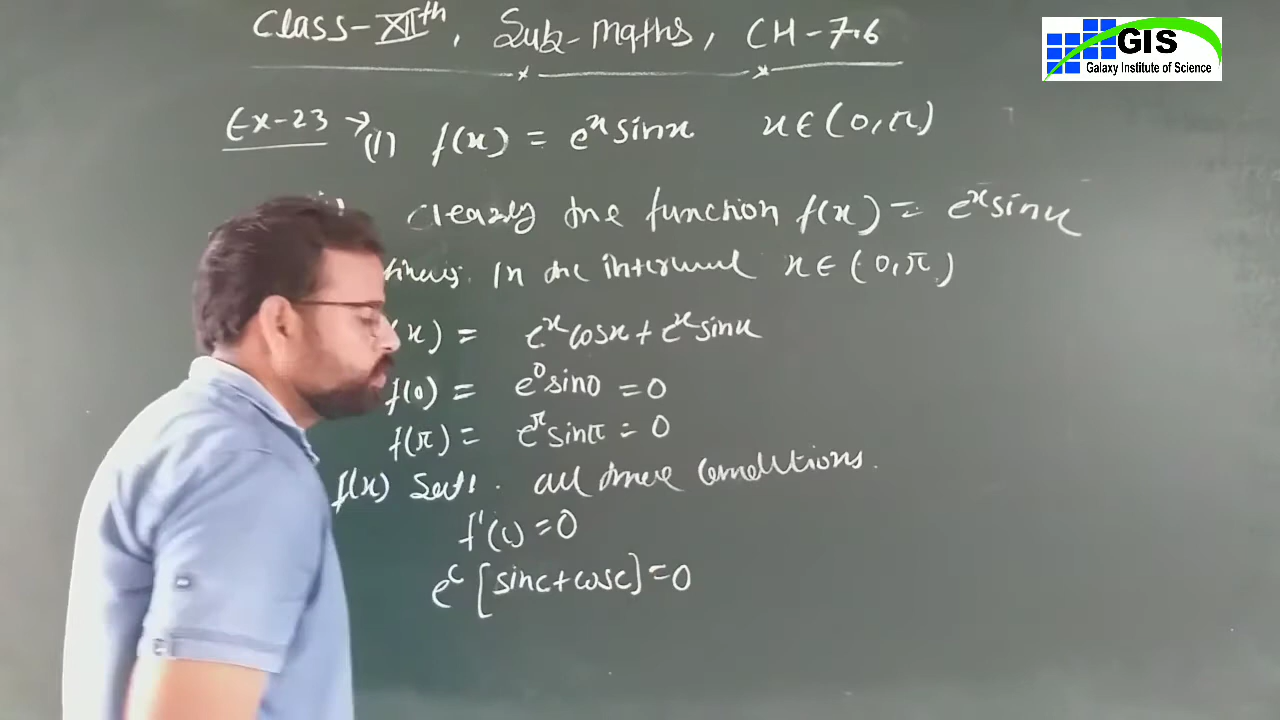 Class-XIIth, Sub-Maths, CH-7.6
GIS
Galaxy Institute of Science
Ex-23 → (1) f(x) = e^x sinx x∈(0,π)
clearly the function f(x) = e^x sinx
in the interval x∈(0,π)
(x) = e^x cosx + e^x sinx
f(0) = e^0 sin0 = 0
f(π) = e^π sinπ = 0
f(x) all three conditions.
f'(c) = 0
e^c [sinc+cosc] = 0